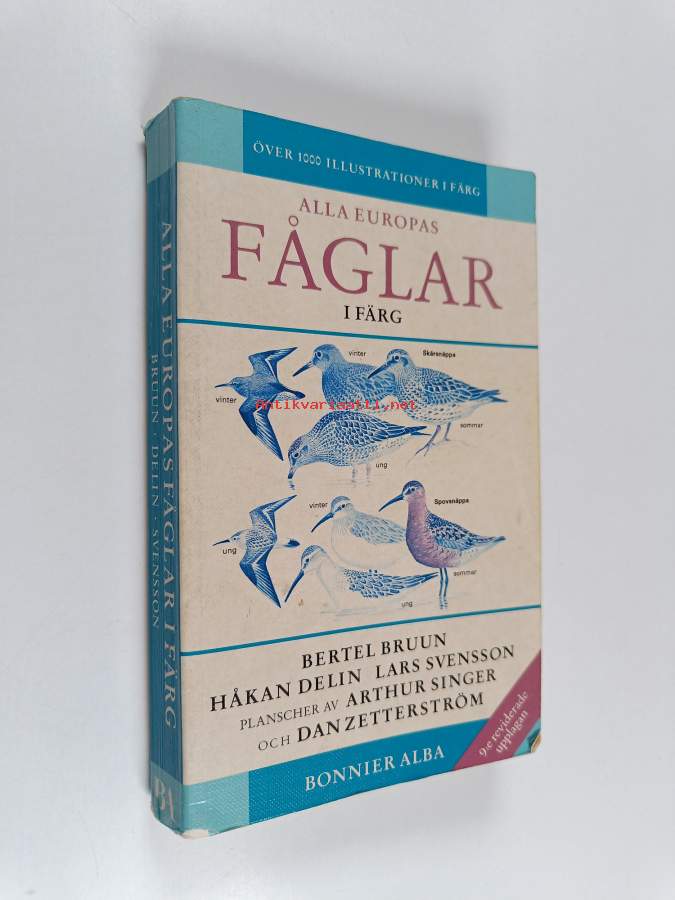 ÖVER 1000 ILLUSTRATIONER I FÄRG
ALLA EUROPAS
FÅGLAR
I FÄRG
vinter
vinter
Skärsnäppa
sommar
ung
antikvariaatti.net
vinter
Spovsnäppa
ung
sommar
ung
BERTEL BRUUN
HÅKAN DELIN LARS SVENSSON
PLANSCHER AV ARTHUR SINGER
OCH DAN ZETTERSTRÖM
9:e reviderade
upplagan
BONNIER ALBA
ALLA EUROPAS FÅGLAR I FÄRG
BRUUN · DELIN · SVENSSON
BA